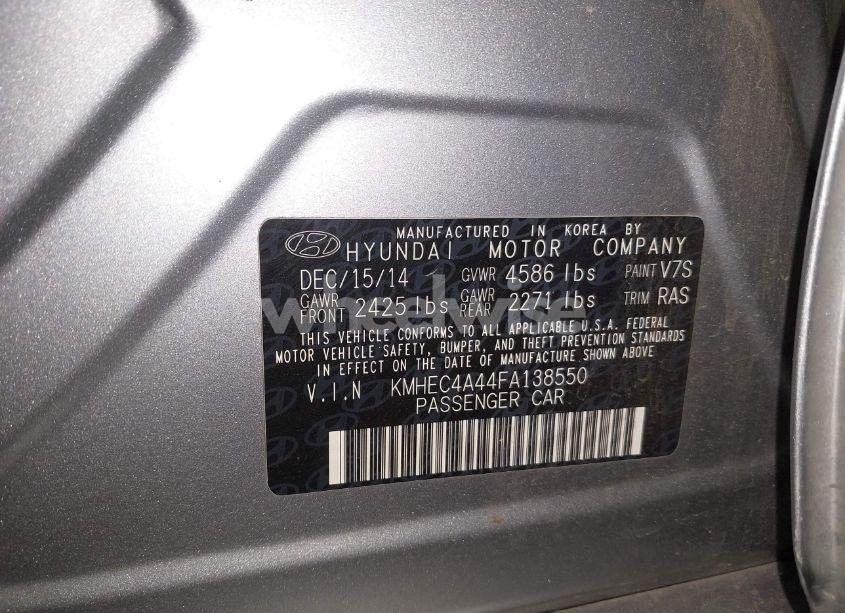 MANUFACTURED IN KOREA BY
HYUNDAI MOTOR COMPANY
DEC/15/14 GVWR 4586 lbs PAINT V7S
GAWR FRONT 2425 lbs GAWR REAR 2271 lbs TRIM RAS
wheelwise
THIS VEHICLE CONFORMS TO ALL APPLICABLE U.S.A. FEDERAL
MOTOR VEHICLE SAFETY, BUMPER, AND THEFT PREVENTION STANDARDS
IN EFFECT ON THE DATE OF MANUFACTURE SHOWN ABOVE
V.I.N KMHEC4A44FA138550
PASSENGER CAR